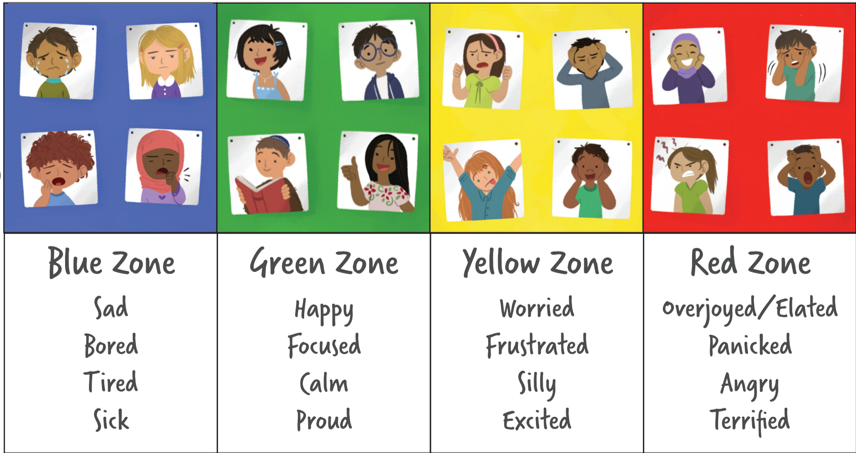 Blue Zone
Sad
Bored
Tired
Sick
Green Zone
Happy
Focused
Calm
Proud
Yellow Zone
Worried
Frustrated
Silly
Excited
Red Zone
Overjoyed/Elated
Panicked
Angry
Terrified